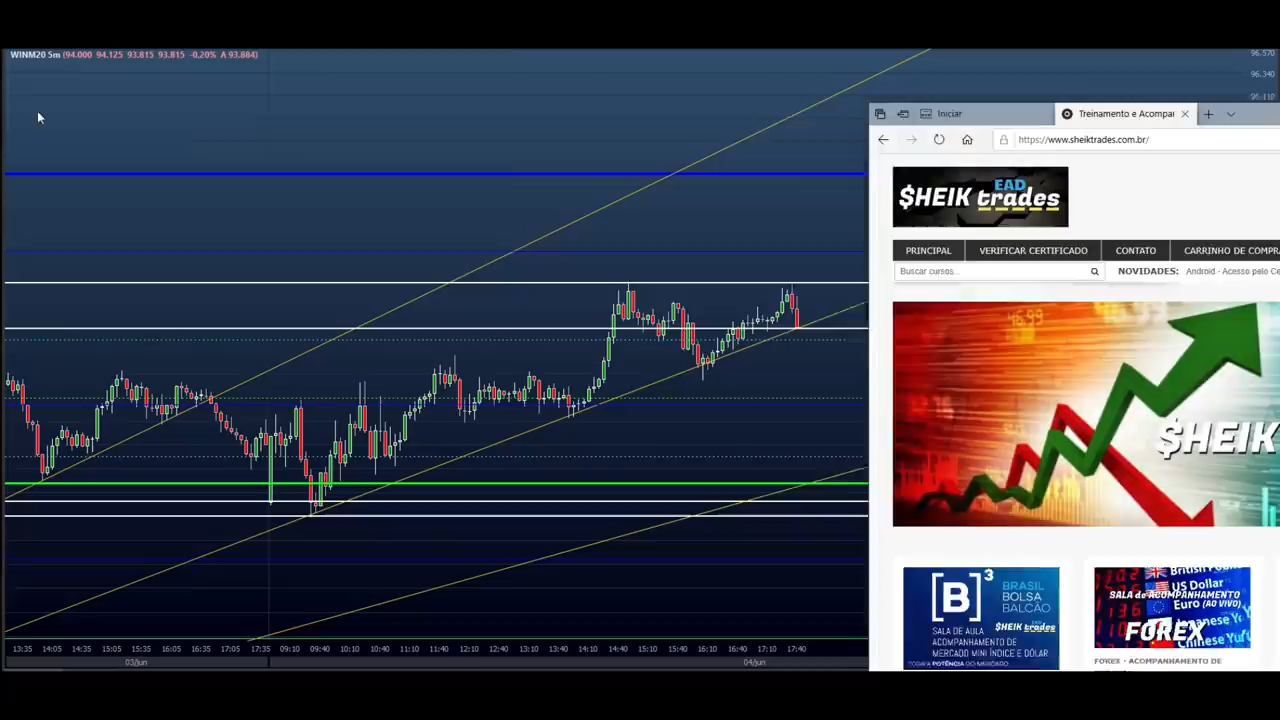 WINM20 5m (94.000 94.125 93.815 93.815 -0,20% A 93.884)
96.570
96.340
96.110
Iniciar
Treinamento e Acompar
https://www.sheiktrades.com.br/
EAD
$HEIK trades
PRINCIPAL VERIFICAR CERTIFICADO CONTATO CARRINHO DE COMPRA
Buscar cursos... NOVIDADES: Android - Acesso pelo Ce
46.99
$HEIK
[B]3 BRASIL
BOLSA
BALCÃO
$HEIK trades
SALA DE AULA
ACOMPANHAMENTO DE
MERCADO MINI ÍNDICE E DÓLAR
British
US Dollar
SALA de ACOMPANHAMENTO
Euro (AO VIVO)
FOREX
FOREX - ACOMPANHAMENTO DE
13:35 14:05 14:35 15:05 15:35 16:05 16:35 17:05 17:35 09:10 09:40 10:10 10:40 11:10 11:40 12:10 12:40 13:10 13:40 14:10 14:40 15:10 15:40 16:10 16:40 17:10 17:40
03/jun 04/jun